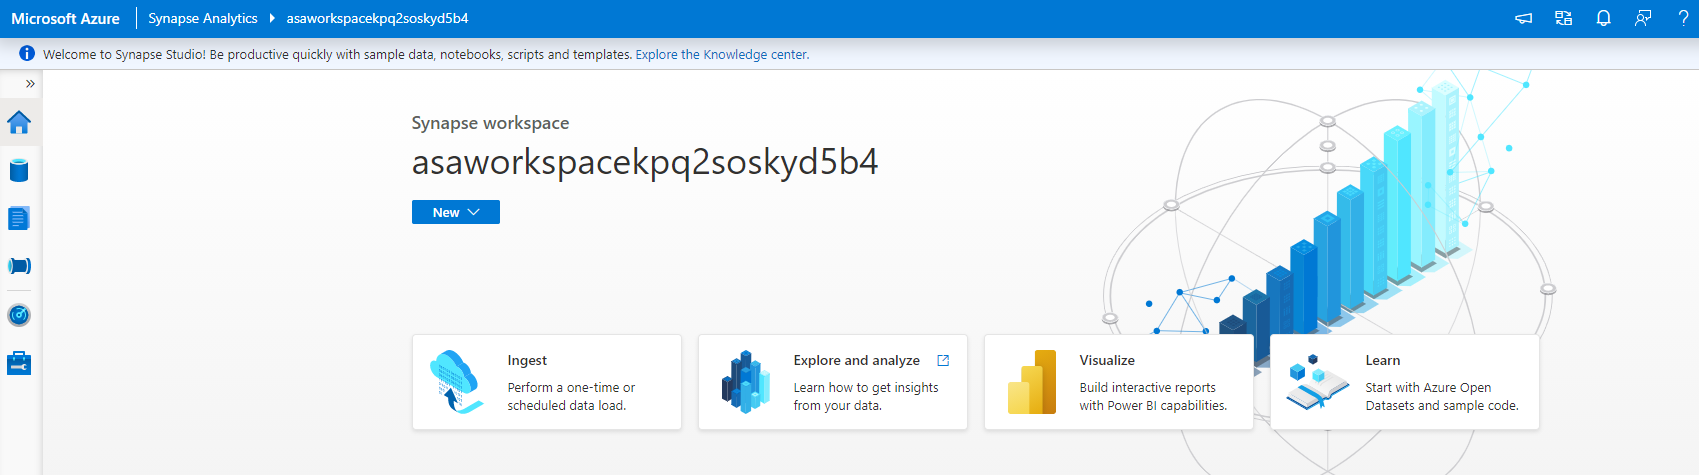 Microsoft Azure
Synapse Analytics
asaworkspacekpq2soskyd5b4
Welcome to Synapse Studio! Be productive quickly with sample data, notebooks, scripts and templates. Explore the Knowledge center.
Synapse workspace
asaworkspacekpq2soskyd5b4
New
Ingest
Perform a one-time or
scheduled data load.
Explore and analyze
Learn how to get insights
from your data.
Visualize
Build interactive reports
with Power BI capabilities.
Learn
Start with Azure Open
Datasets and sample code.